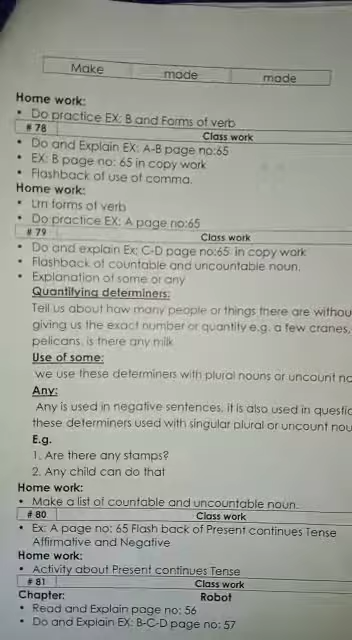 Make made made
Home work:
• Do practice EX: B and Forms of verb
# 78 Class work
• Do and Explain EX: A-B page no:65
• EX: B page no: 65 in copy work
• Flashback of use of comma.
Home work:
• Lrn forms of verb
• Do practice EX: A page no:65
# 79 Class work
• Do and explain Ex: C-D page no:65 in copy work
• Flashback of countable and uncountable noun.
• Explanation of some or any
Quantifying determiners:
Tell us about how many people or things there are withou
giving us the exact number or quantity e.g. a few cranes,
pelicans, is there any milk
Use of some:
we use these determiners with plural nouns or uncount no
Any:
Any is used in negative sentences, it is also used in questic
these determiners used with singular plural or uncount nou
E.g.
1. Are there any stamps?
2. Any child can do that
Home work:
• Make a list of countable and uncountable noun.
# 80 Class work
• Ex: A page no: 65 Flash back of Present continues Tense
Affirmative and Negative
Home work:
• Activity about Present continues Tense
# 81 Class work
Chapter: Robot
• Read and Explain page no: 56
• Do and Explain EX: B-C-D page no: 57